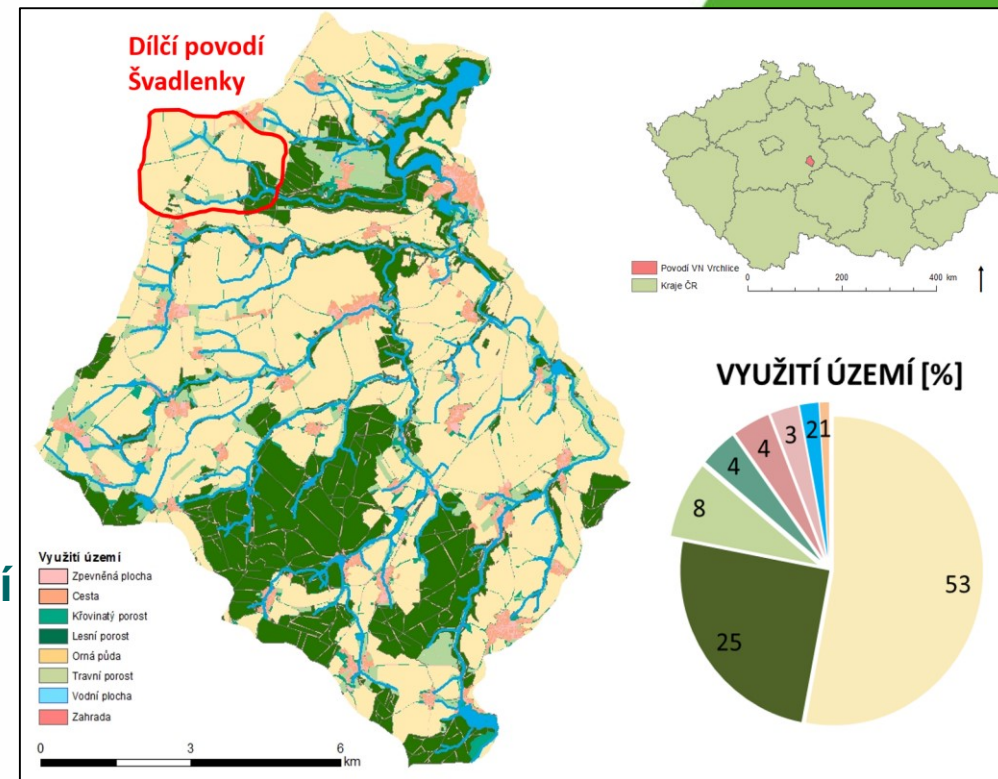 Dílčí povodí
Švadlenky
Povodí VN Vrchlice
Kraje ČR
0 200 400 km
VYUŽITÍ ÚZEMÍ [%]
53
25
8
4
4
3
2
1
Využití území
Zpevněná plocha
Cesta
Křovinatý porost
Lesní porost
Orná půda
Travní porost
Vodní plocha
Zahrada
0 3 6
km
í